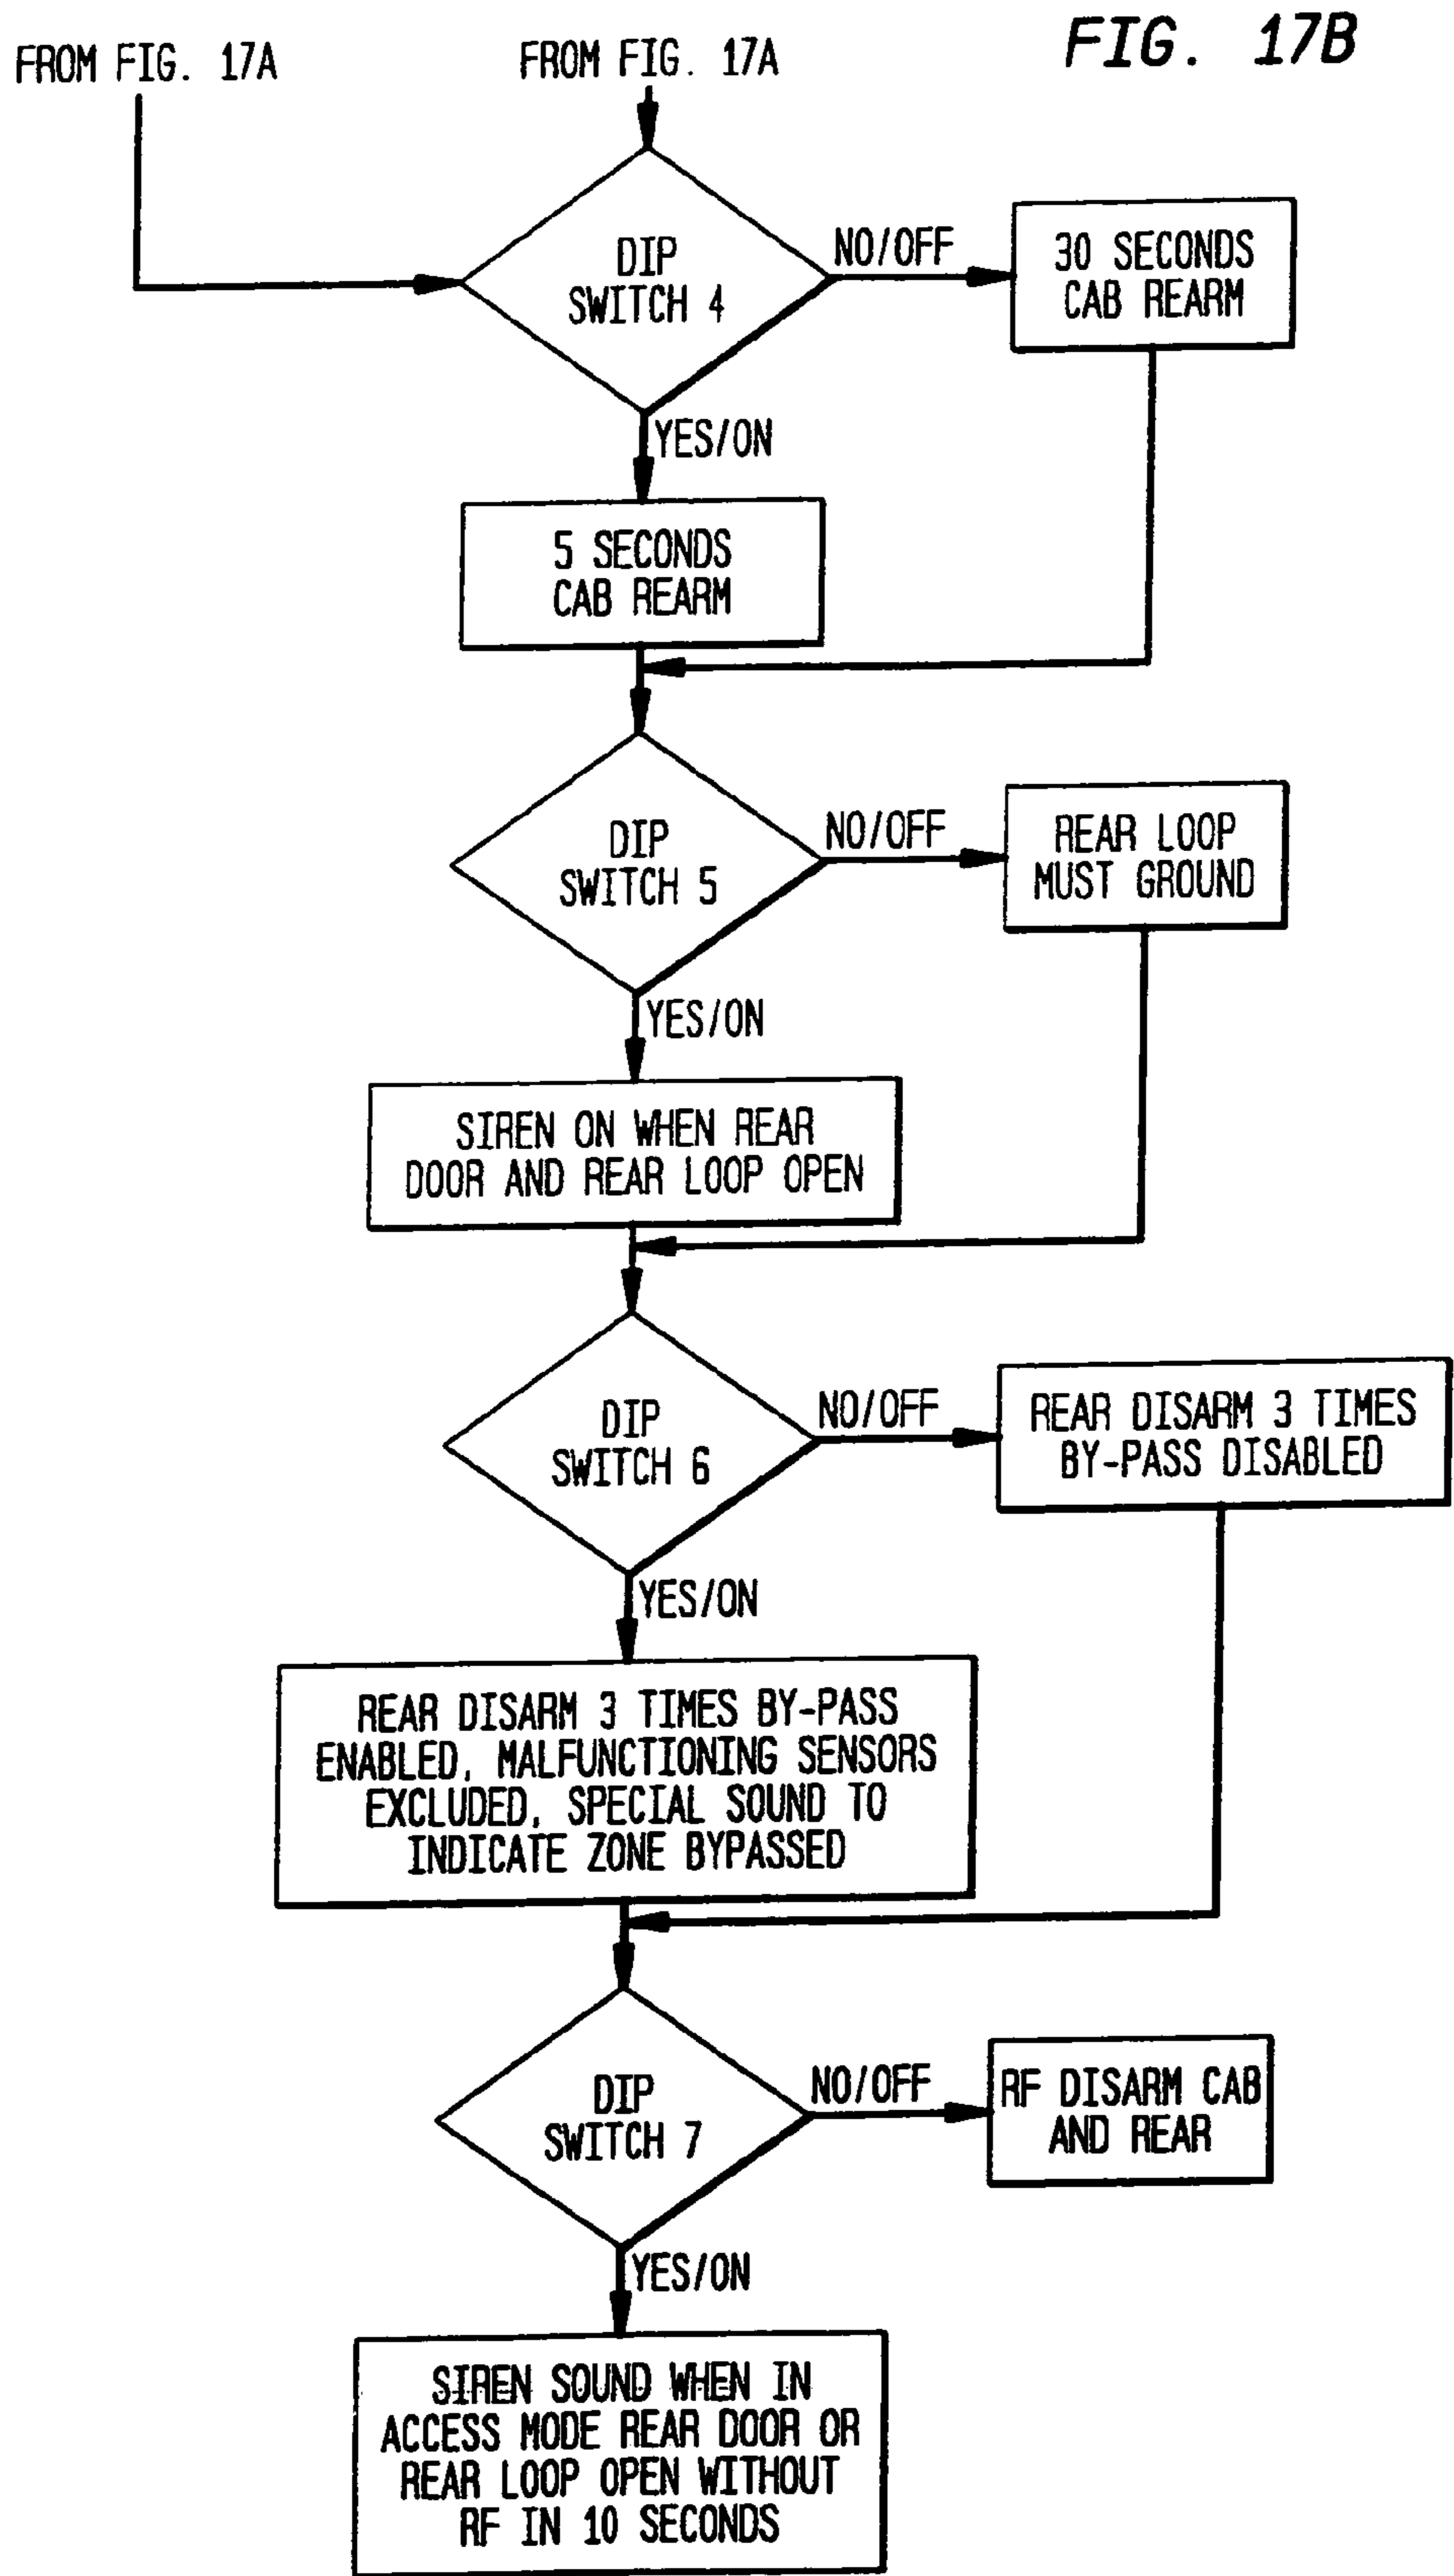 FIG. 17B
FROM FIG. 17A
FROM FIG. 17A
DIP
SWITCH 4
NO/OFF
30 SECONDS
CAB REARM
YES/ON
5 SECONDS
CAB REARM
DIP
SWITCH 5
NO/OFF
REAR LOOP
MUST GROUND
YES/ON
SIREN ON WHEN REAR
DOOR AND REAR LOOP OPEN
DIP
SWITCH 6
NO/OFF
REAR DISARM 3 TIMES
BY-PASS DISABLED
YES/ON
REAR DISARM 3 TIMES BY-PASS
ENABLED, MALFUNCTIONING SENSORS
EXCLUDED, SPECIAL SOUND TO
INDICATE ZONE BYPASSED
DIP
SWITCH 7
NO/OFF
RF DISARM CAB
AND REAR
YES/ON
SIREN SOUND WHEN IN
ACCESS MODE REAR DOOR OR
REAR LOOP OPEN WITHOUT
RF IN 10 SECONDS